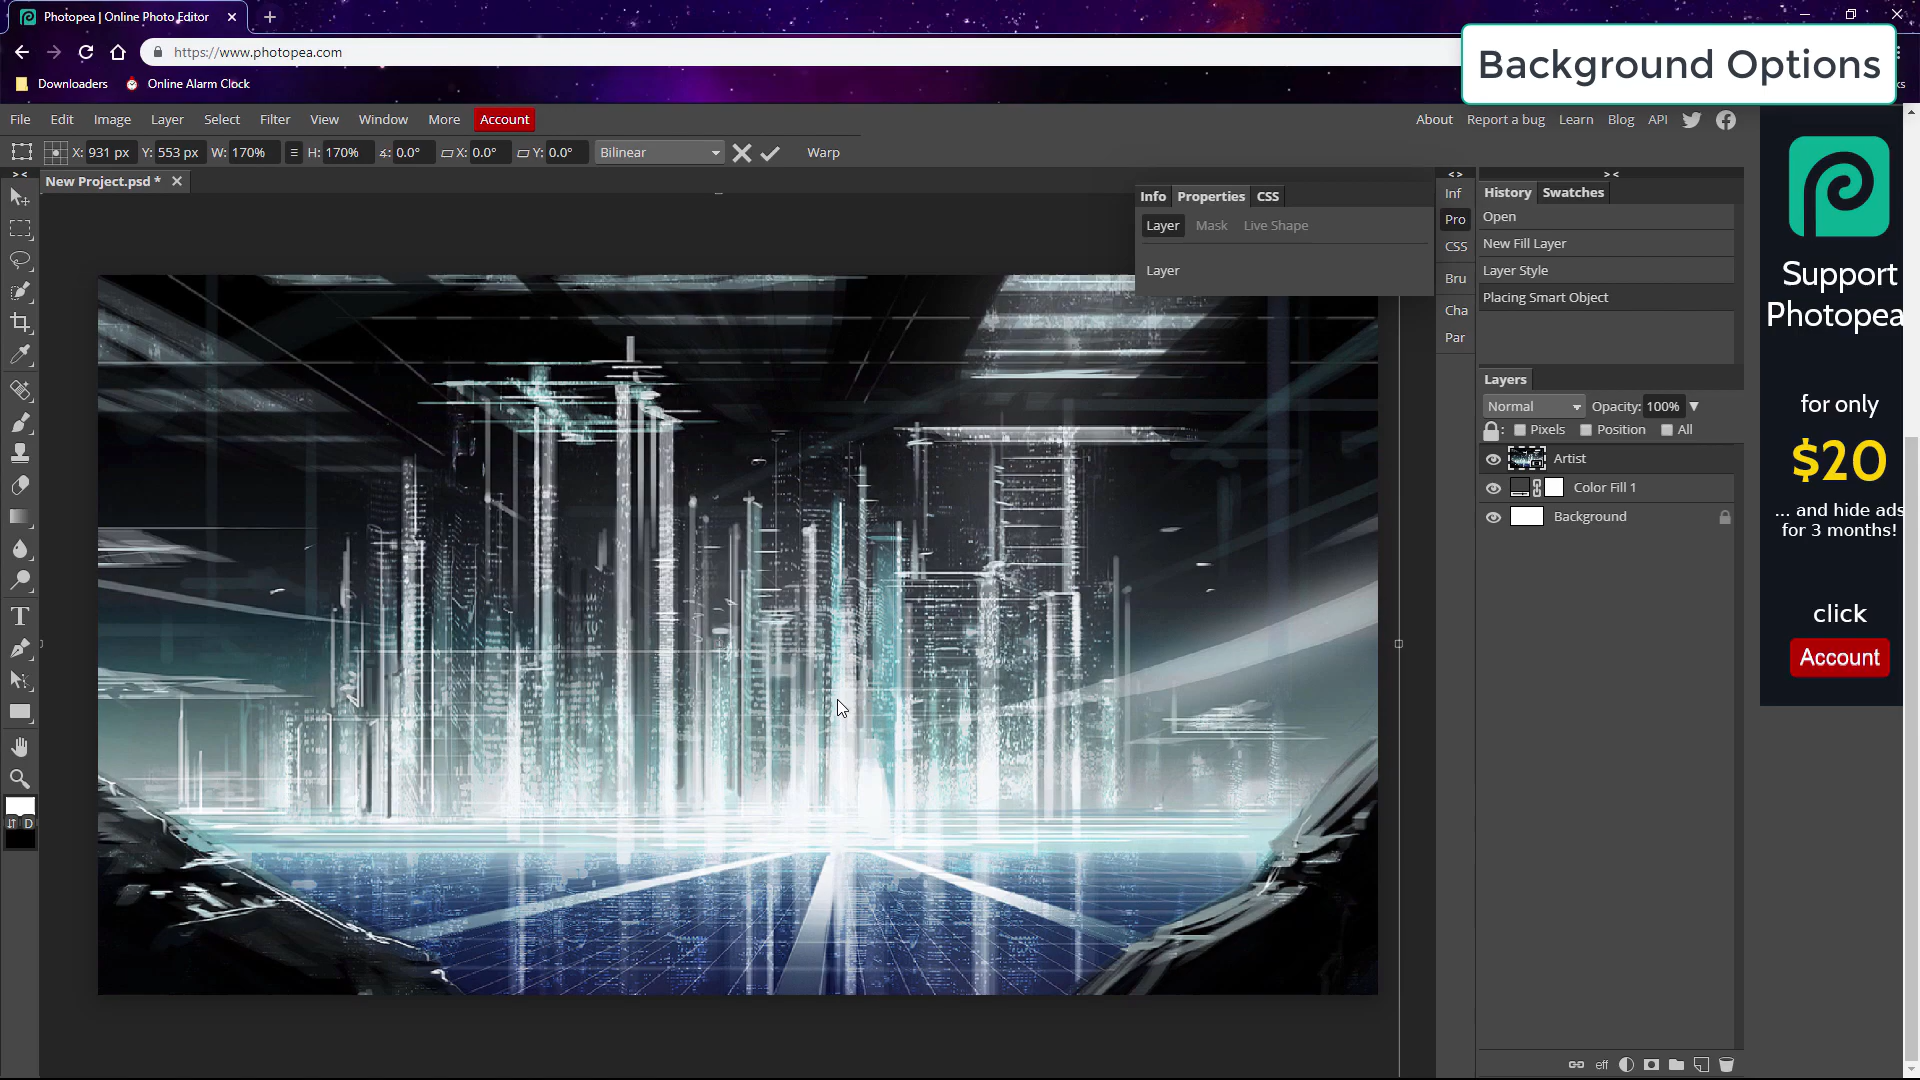 Photopea | Online Photo Editor
https://www.photopea.com
Background Options
Downloaders Online Alarm Clock
File Edit Image Layer Select Filter View Window More Account About Report a bug Learn Blog API
X: 931 px Y: 553 px W: 170% H: 170% ∡: 0.0° X: 0.0° Y: 0.0° Bilinear Warp
New Project.psd *
Info Properties CSS
Layer Mask Live Shape
Layer
Inf
Pro
CSS
Bru
Cha
Par
History Swatches
Open
New Fill Layer
Layer Style
Placing Smart Object
Layers
Normal Opacity: 100%
Pixels Position All
Artist
Color Fill 1
Background
eff
D
Support
Photopea
for only
$20
... and hide ads
for 3 months!
click
Account